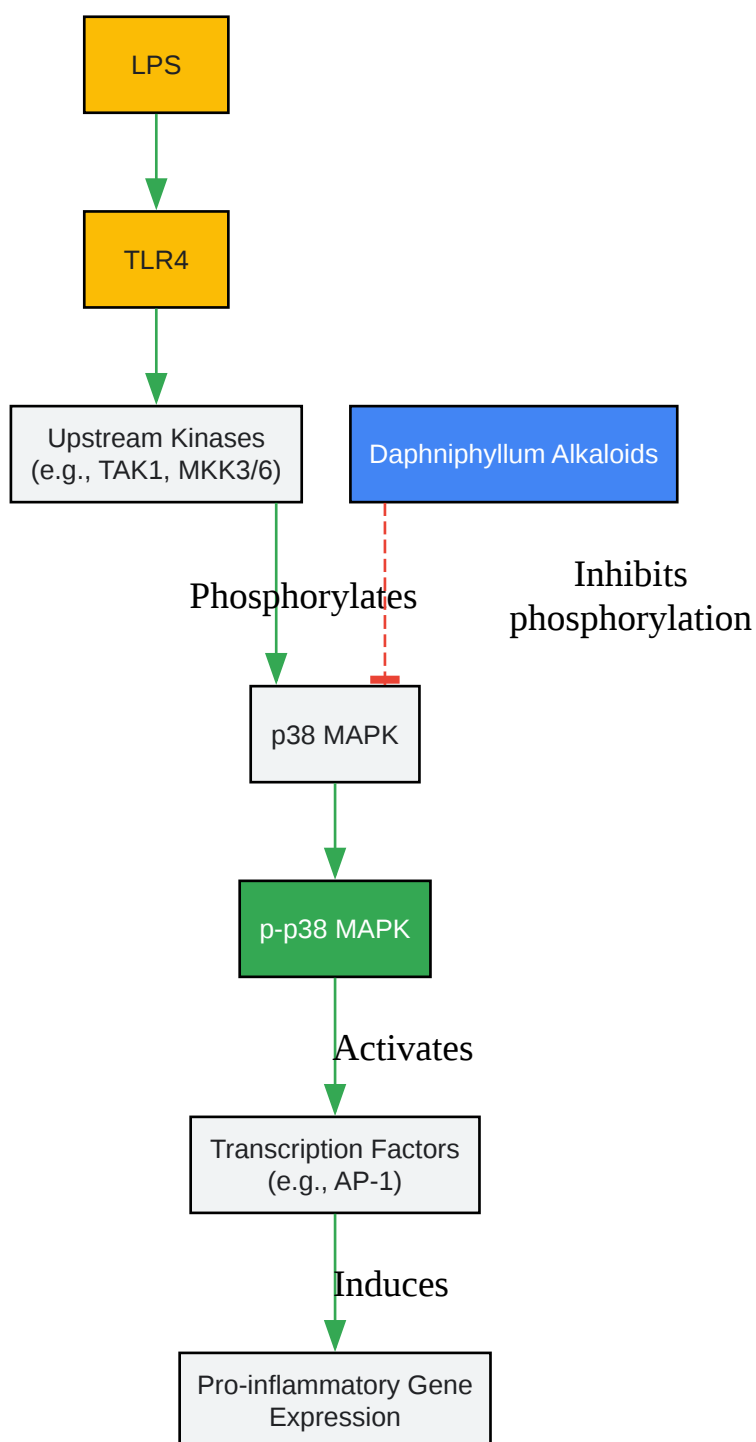 LPS
TLR4
Upstream Kinases
(e.g., TAK1, MKK3/6)
Daphniphyllum Alkaloids
Phosphorylates
Inhibits
phosphorylation
p38 MAPK
p-p38 MAPK
Activates
Transcription Factors
(e.g., AP-1)
Induces
Pro-inflammatory Gene
Expression